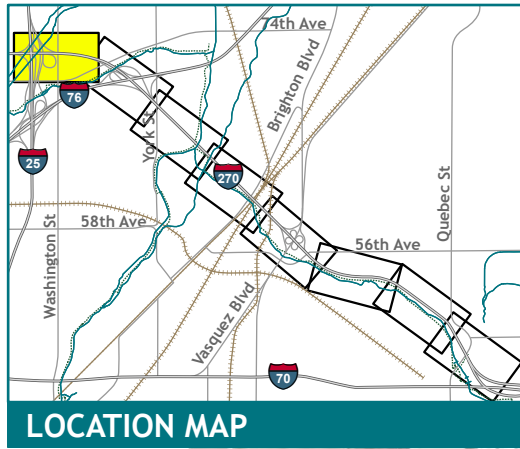 74th Ave
Brighton Blvd
76
York St
25
270
Quebec St
58th Ave
56th Ave
Washington St
Vasquez Blvd
70
LOCATION MAP